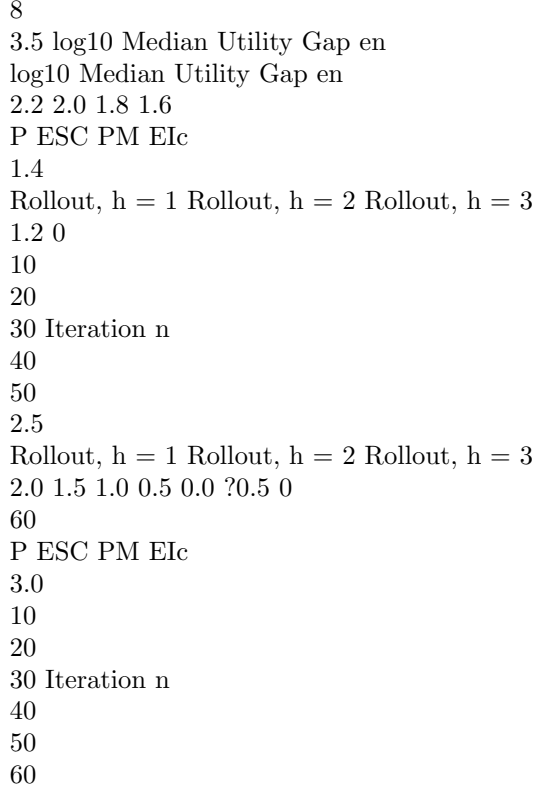 8
3.5 log10 Median Utility Gap en
log10 Median Utility Gap en
2.2 2.0 1.8 1.6
P ESC PM EIc
1.4
Rollout, h = 1 Rollout, h = 2 Rollout, h = 3
1.2 0
10
20
30 Iteration n
40
50
2.5
Rollout, h = 1 Rollout, h = 2 Rollout, h = 3
2.0 1.5 1.0 0.5 0.0 ?0.5 0
60
P ESC PM EIc
3.0
10
20
30 Iteration n
40
50
60